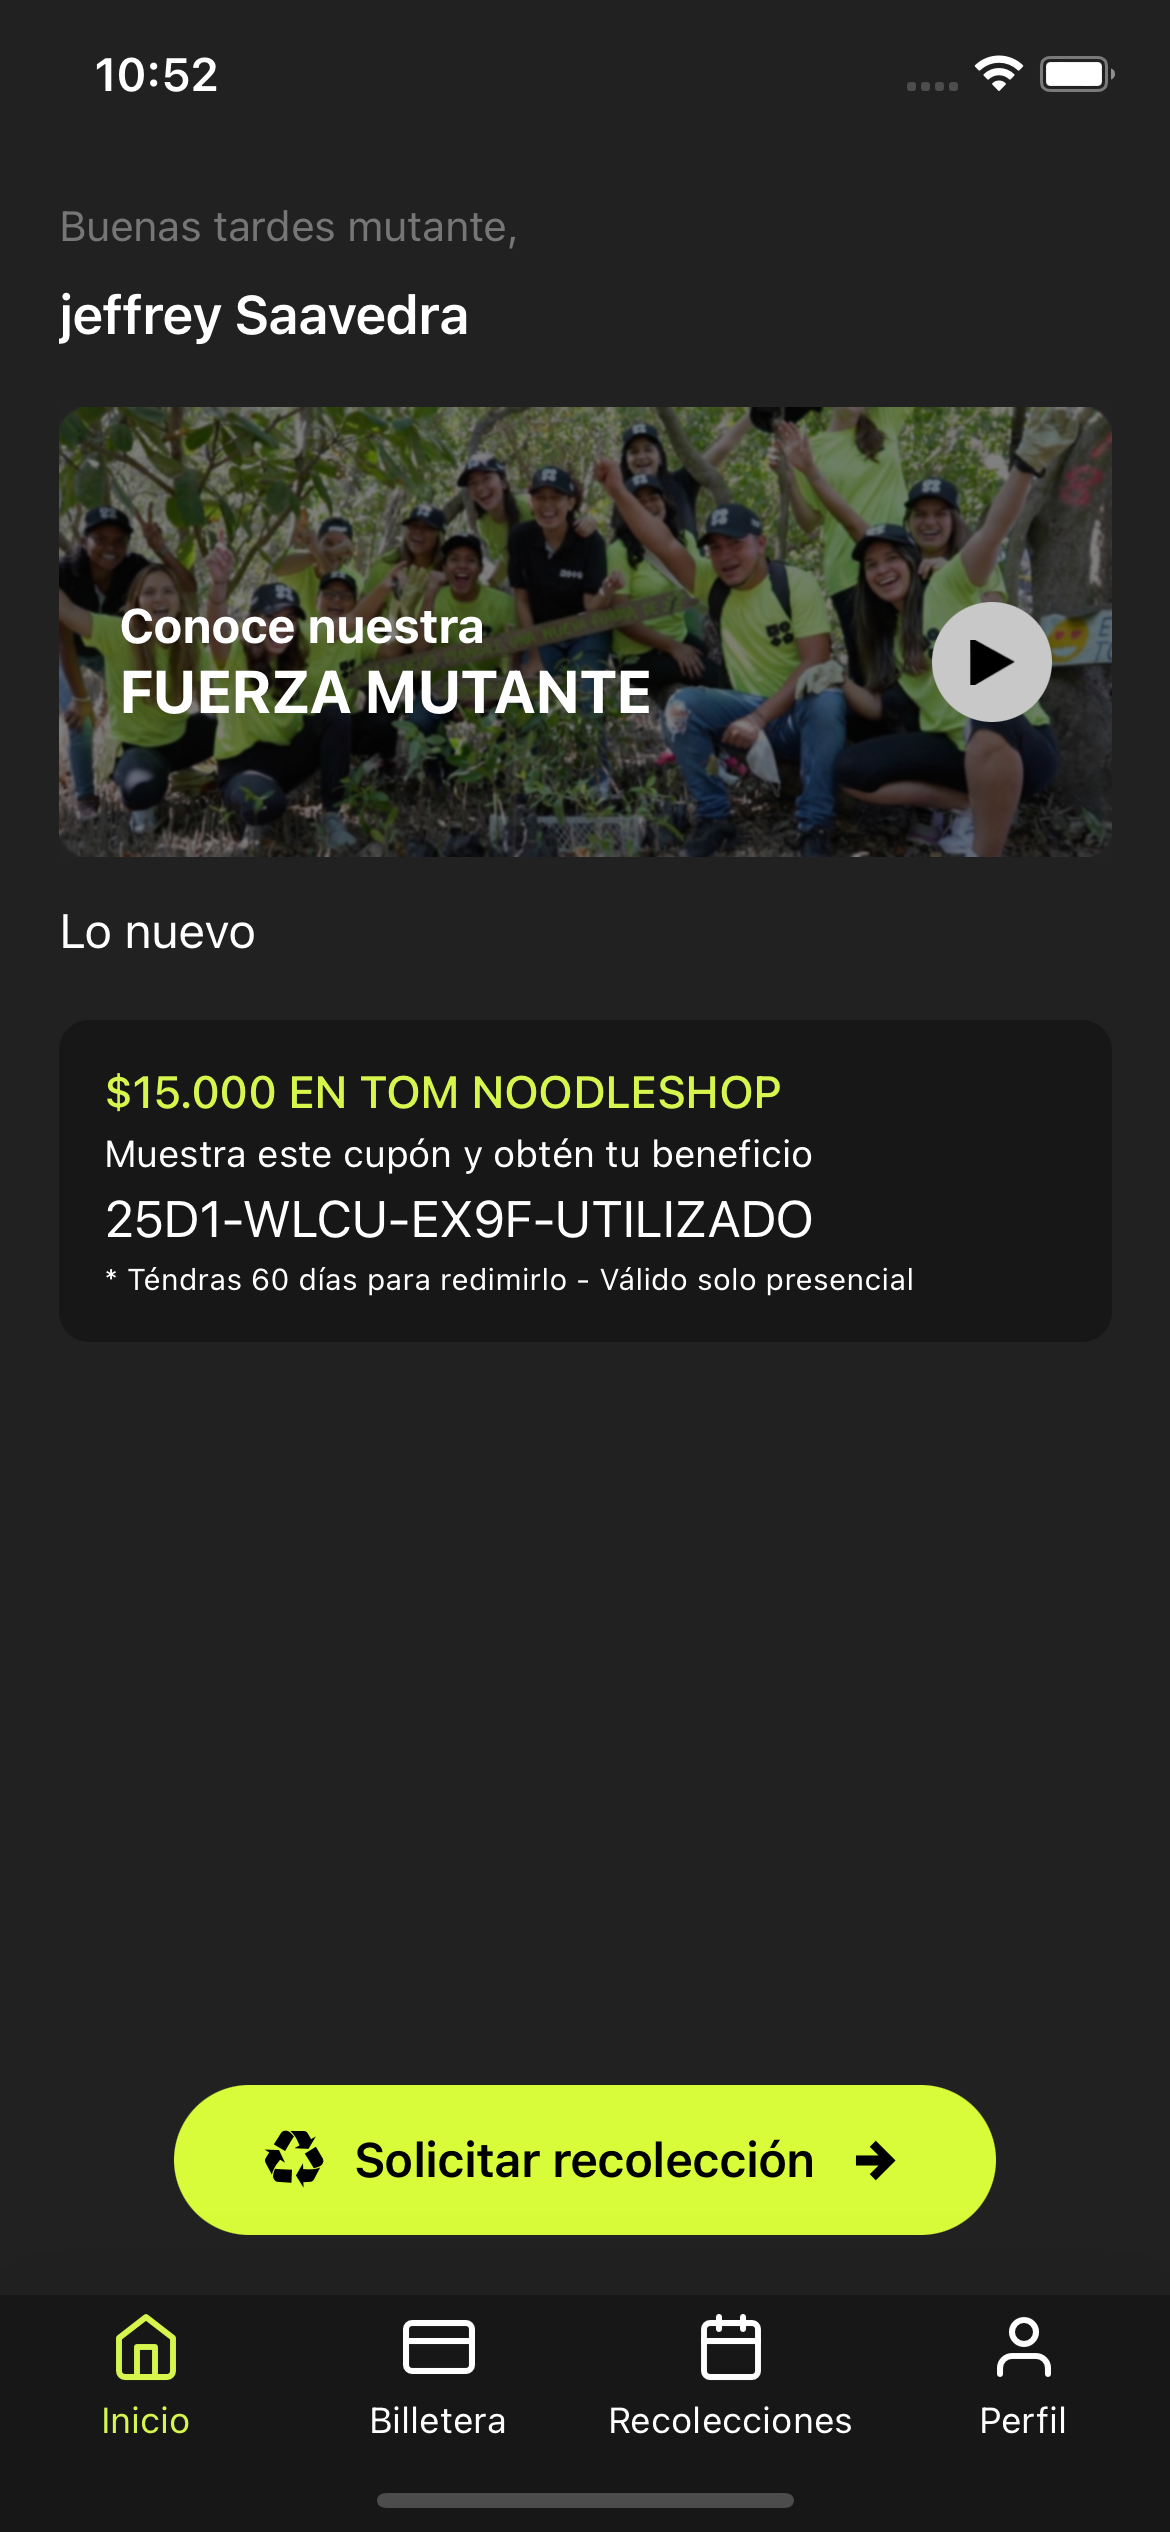 10:52
Buenas tardes mutante,
jeffrey Saavedra
Conoce nuestra
FUERZA MUTANTE
Lo nuevo
$15.000 EN TOM NOODLESHOP
Muestra este cupón y obtén tu beneficio
25D1-WLCU-EX9F-UTILIZADO
* Téndras 60 días para redimirlo - Válido solo presencial
Solicitar recolección
Inicio
Billetera
Recolecciones
Perfil